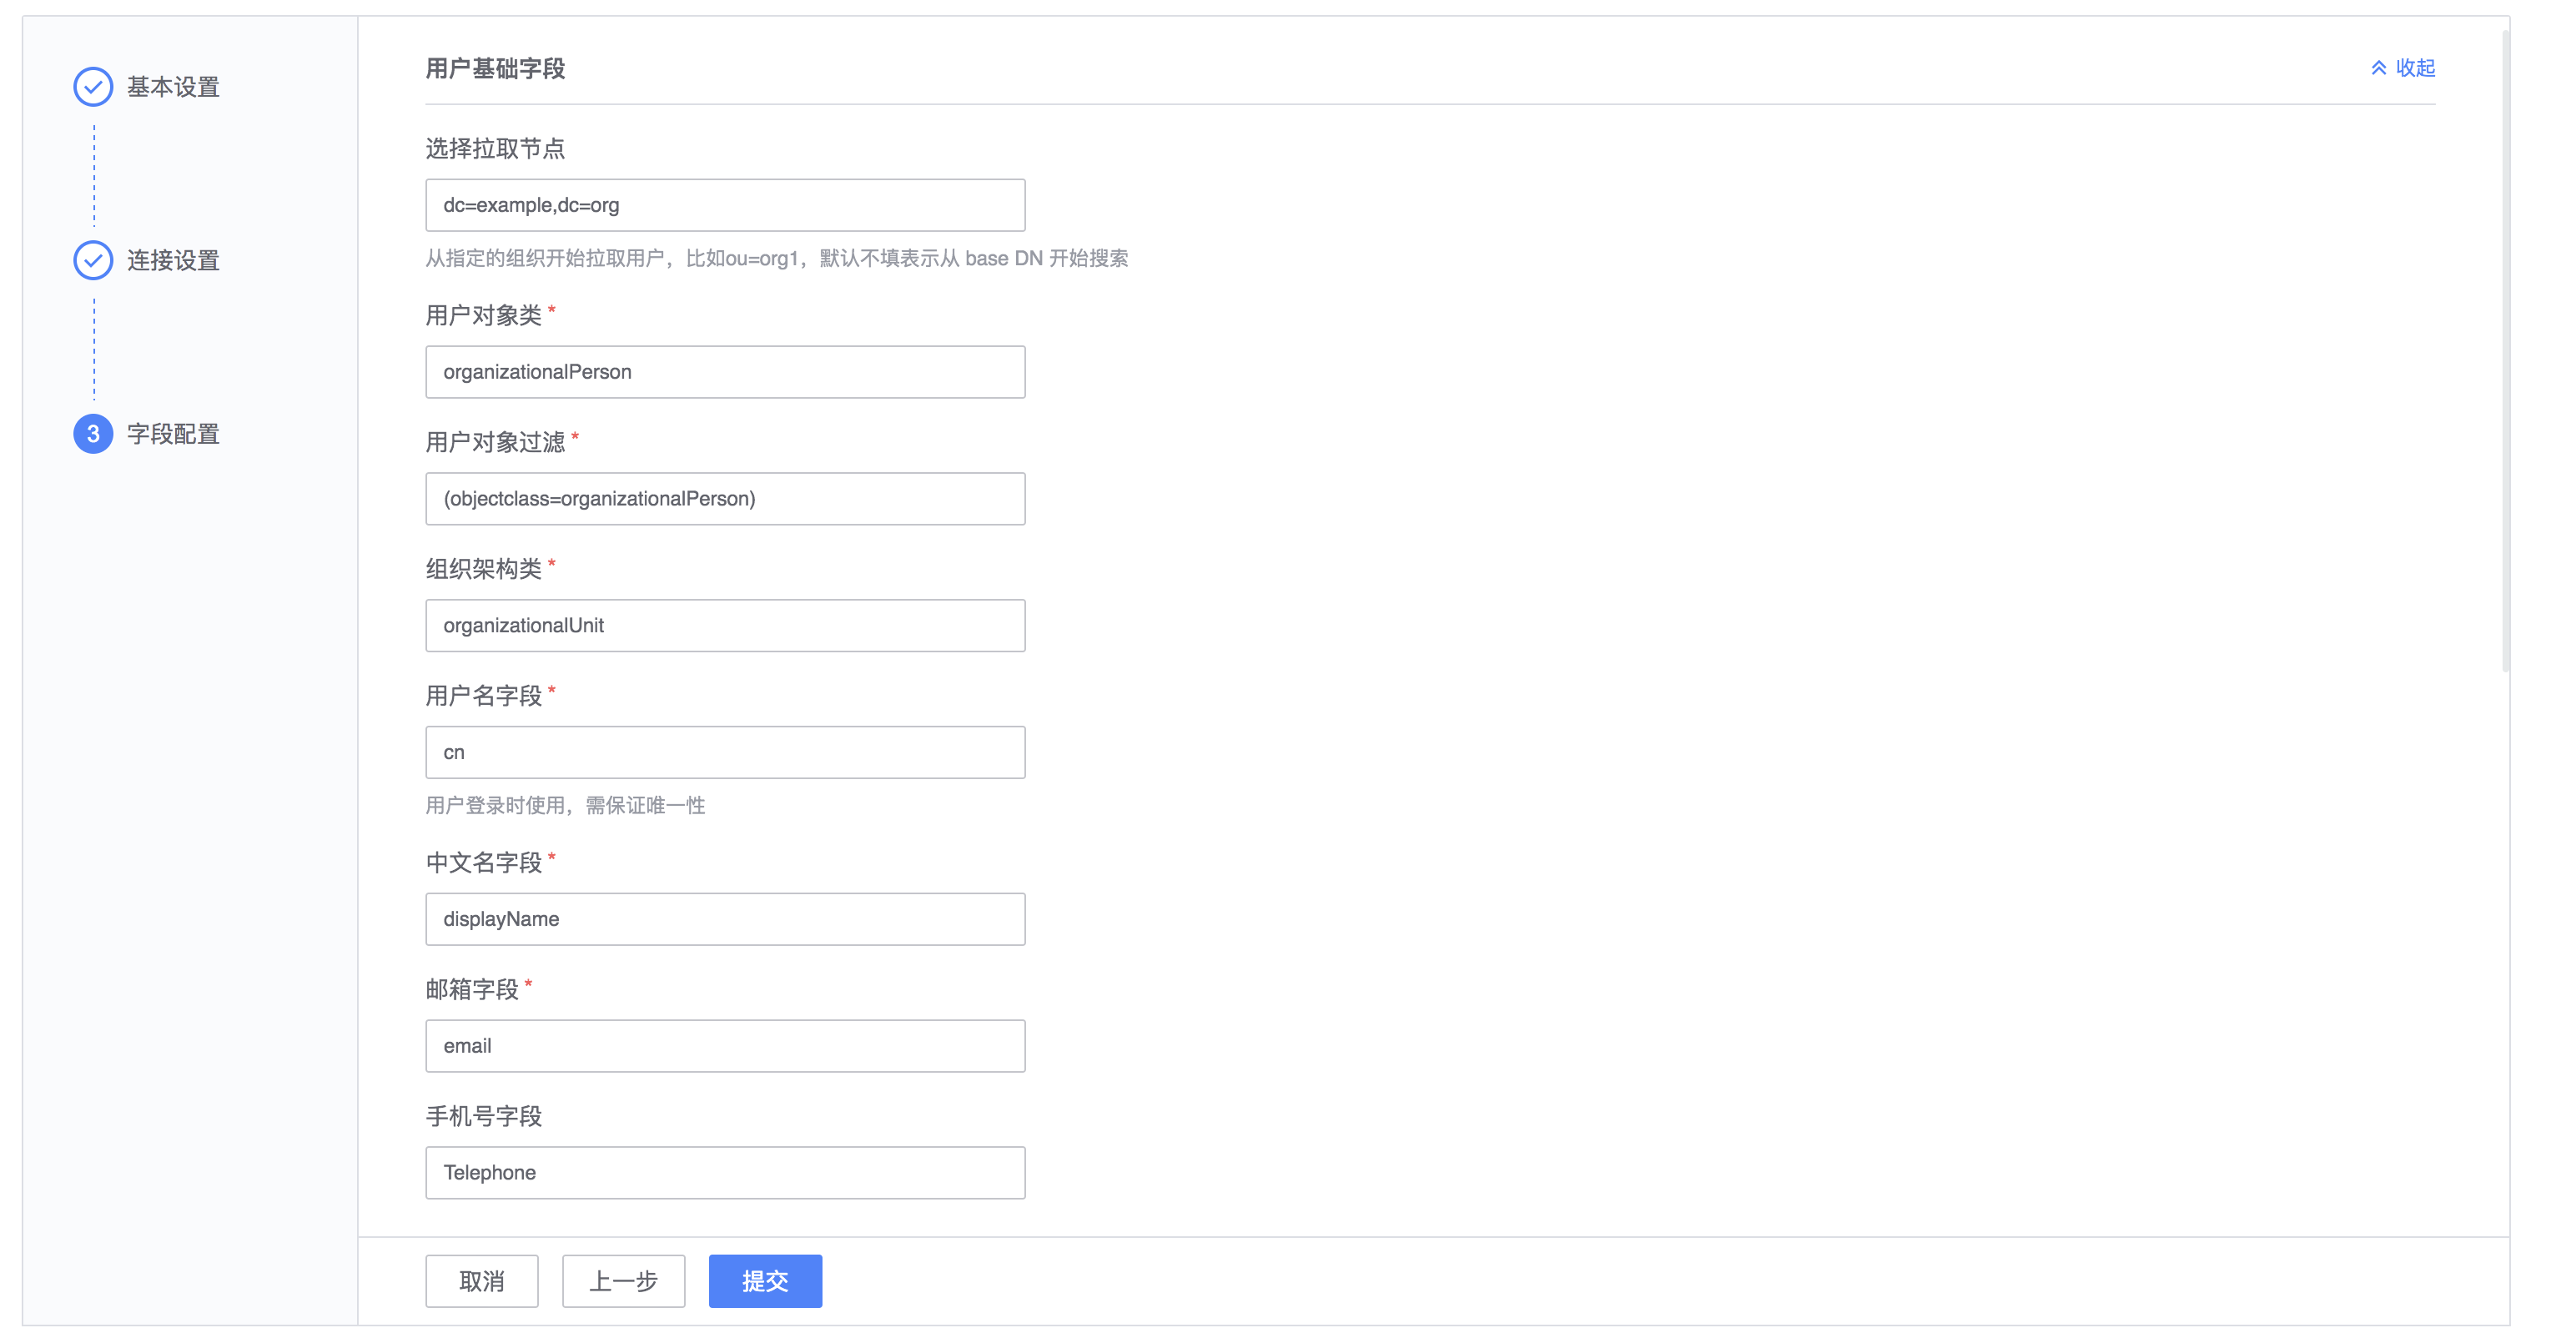 基本设置
连接设置
3 字段配置
用户基础字段
收起
选择拉取节点
dc=example,dc=org
从指定的组织开始拉取用户，比如ou=org1，默认不填表示从 base DN 开始搜索
用户对象类 *
organizationalPerson
用户对象过滤 *
(objectclass=organizationalPerson)
组织架构类 *
organizationalUnit
用户名字段 *
cn
用户登录时使用，需保证唯一性
中文名字段 *
displayName
邮箱字段 *
email
手机号字段
Telephone
取消
上一步
提交